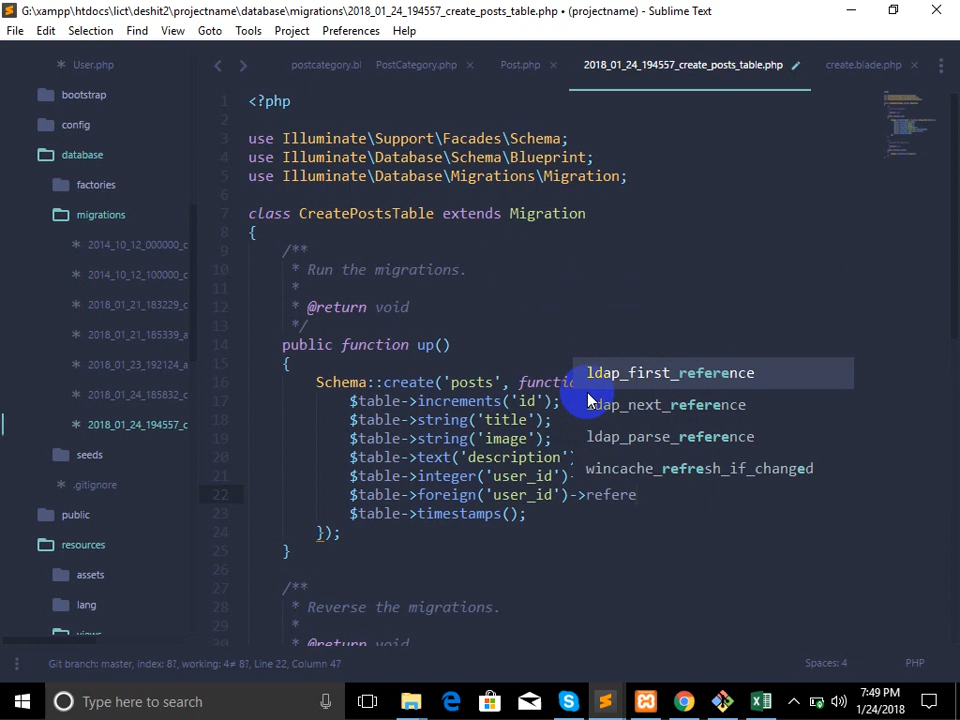 G:\xampp\htdocs\lict\deshit2\projectname\database\migrations\2018_01_24_194557_create_posts_table.php • (projectname) - Sublime Text
File Edit Selection Find View Goto Tools Project Preferences Help
User.php
postcategory.bl PostCategory.php Post.php 2018_01_24_194557_create_posts_table.php create.blade.php
bootstrap
config
database
factories
migrations
2014_10_12_000000_c
2014_10_12_100000_c
2018_01_21_183229_c
2018_01_21_185339_a
2018_01_23_192124_a
2018_01_24_185832_c
2018_01_24_194557_c
seeds
.gitignore
public
resources
assets
lang
views
1 <?php
2
3 use Illuminate\Support\Facades\Schema;
4 use Illuminate\Database\Schema\Blueprint;
5 use Illuminate\Database\Migrations\Migration;
6
7 class CreatePostsTable extends Migration
8 {
9 /**
10 * Run the migrations.
11 *
12 * @return void
13 */
14 public function up()
15 {
16 Schema::create('posts', functio
17 $table->increments('id');
18 $table->string('title');
19 $table->string('image');
20 $table->text('description')
21 $table->integer('user_id')
22 $table->foreign('user_id')->refere
23 $table->timestamps();
24 });
25 }
26
27 /**
28 * Reverse the migrations.
29 *
30 * @return void
ldap_first_reference
ldap_next_reference
ldap_parse_reference
wincache_refresh_if_changed
Git branch: master, index: 8?, working: 4≠ 8?, Line 22, Column 47
Spaces: 4
PHP
Type here to search
7:49 PM
1/24/2018